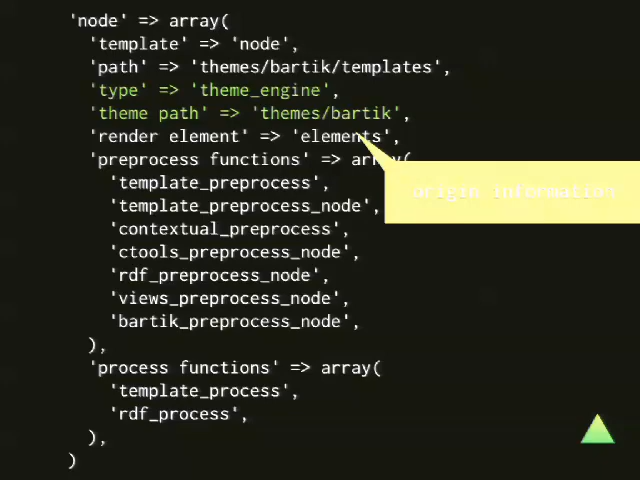 'node' => array(
'template' => 'node',
'path' => 'themes/bartik/templates',
'type' => 'theme_engine',
'theme path' => 'themes/bartik',
'render element' => 'elements',
'preprocess functions' => array(
origin information
'template_preprocess',
'template_preprocess_node',
'contextual_preprocess',
'ctools_preprocess_node',
'rdf_preprocess_node',
'views_preprocess_node',
'bartik_preprocess_node',
),
'process functions' => array(
'template_process',
'rdf_process',
),
)